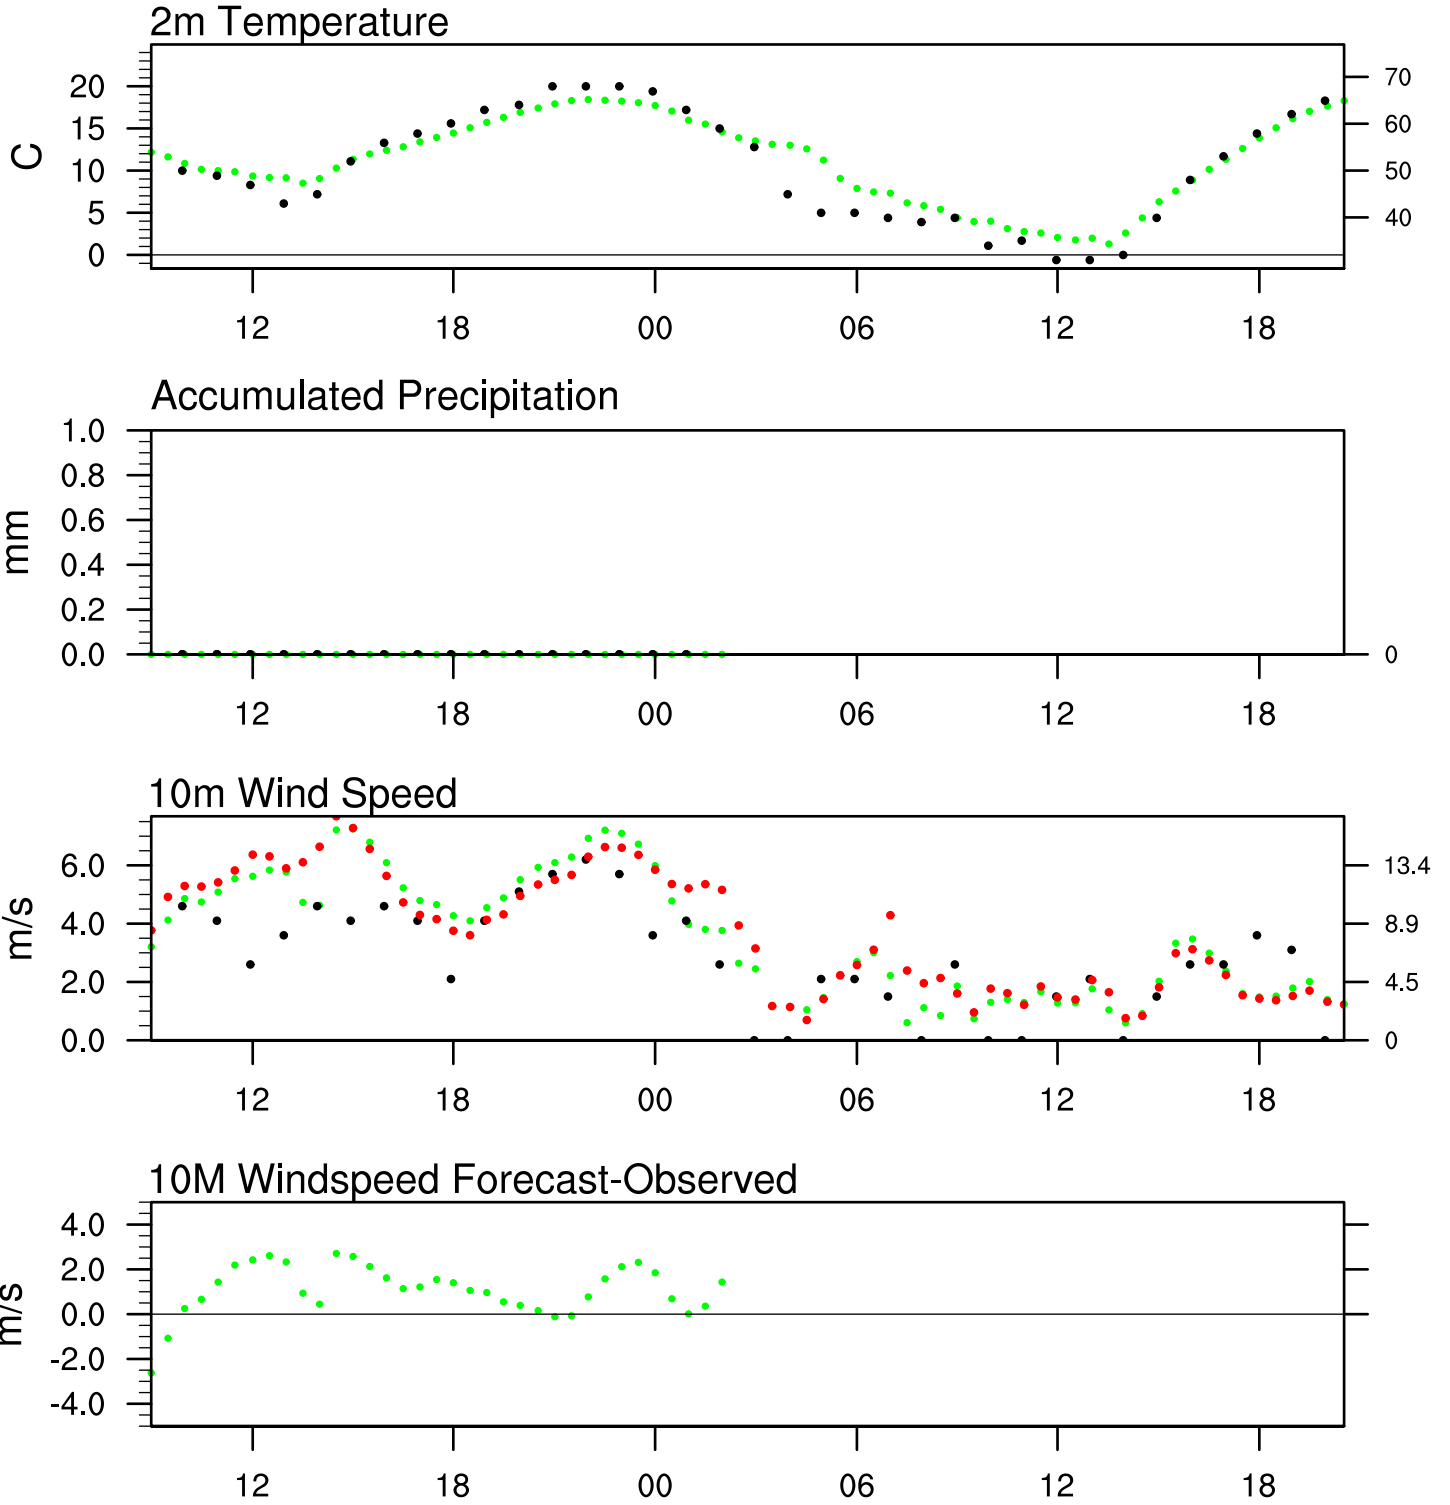 2m Temperature
20
15
10
5
0
C
70
60
50
40
12 18 00 06 12 18
Accumulated Precipitation
1.0
0.8
0.6
0.4
0.2
0.0
mm
0
12 18 00 06 12 18
10m Wind Speed
6.0
4.0
2.0
0.0
m/s
13.4
8.9
4.5
0
12 18 00 06 12 18
10M Windspeed Forecast-Observed
4.0
2.0
0.0
-2.0
-4.0
m/s
12 18 00 06 12 18